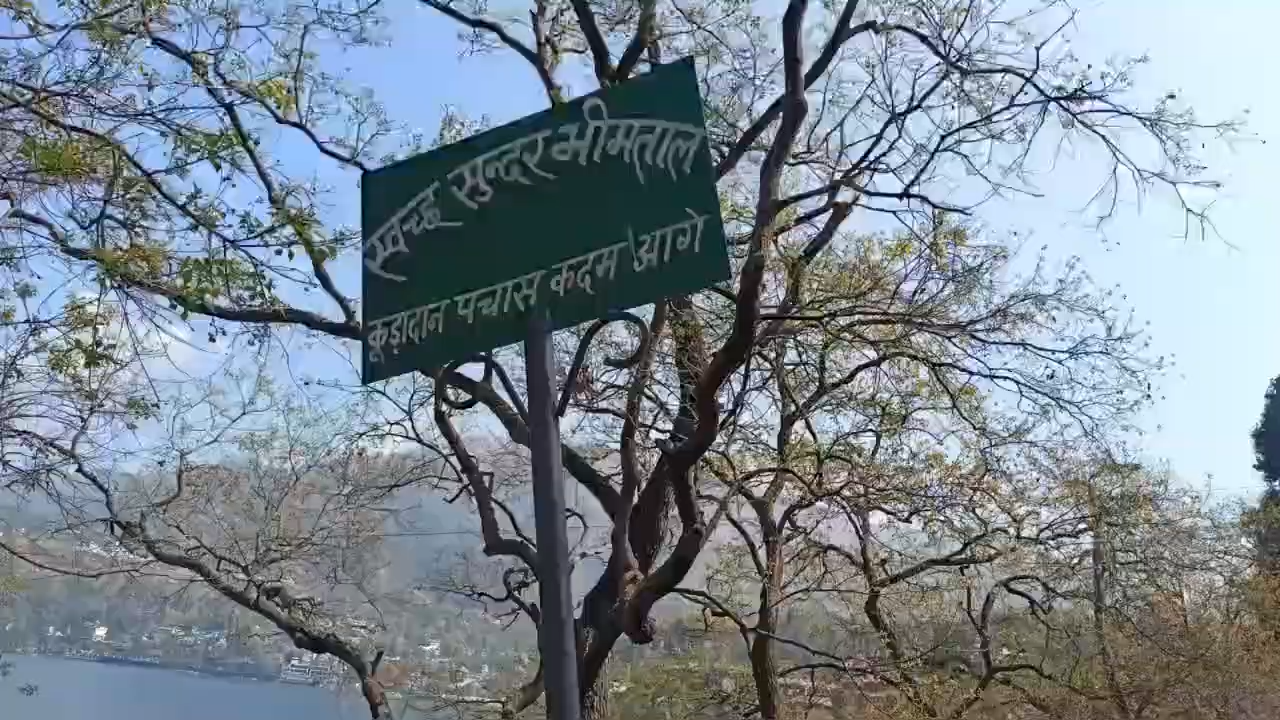 स्वच्छ सुन्दर भीमताल
कूड़ादान पचास कदम आगे